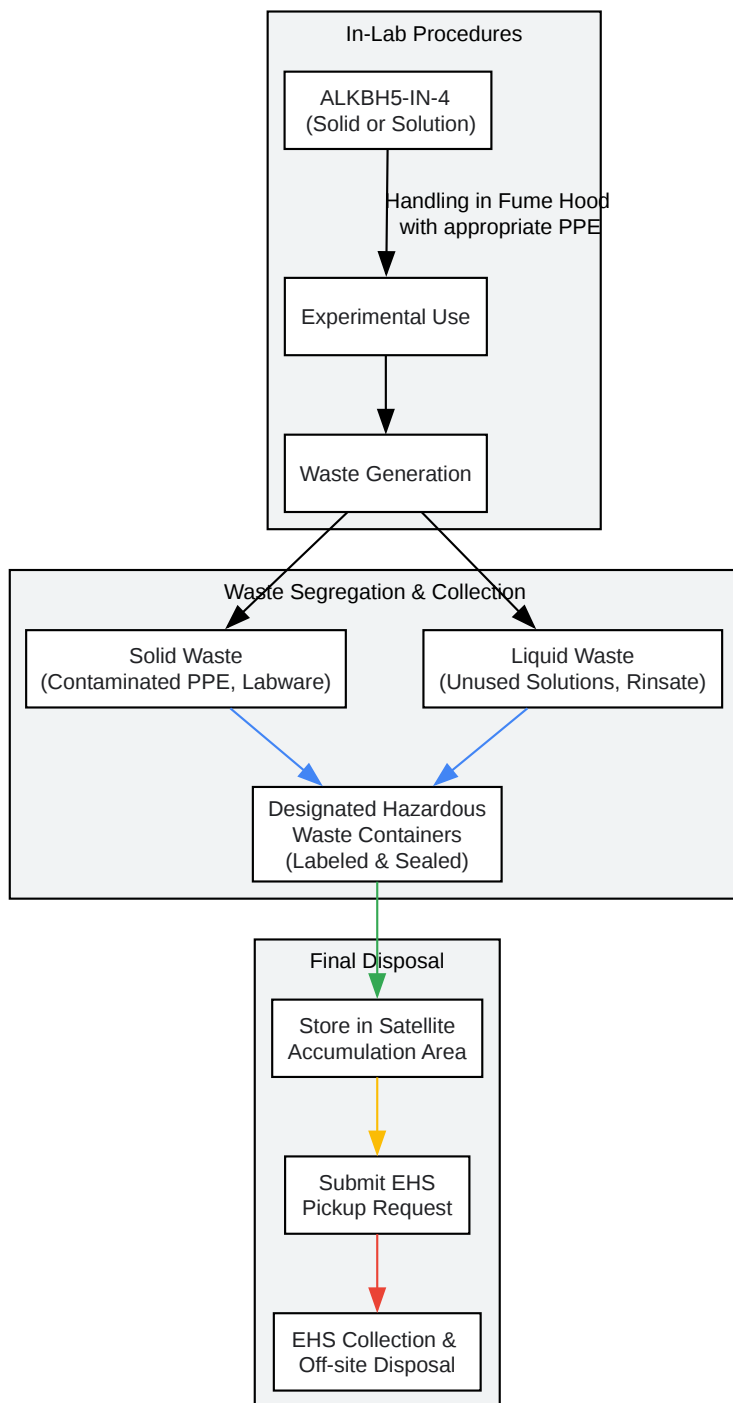 In-Lab Procedures
ALKBH5-IN-4
(Solid or Solution)
Handling in Fume Hood
with appropriate PPE
Experimental Use
Waste Generation
Waste Segregation & Collection
Solid Waste
(Contaminated PPE, Labware)
Liquid Waste
(Unused Solutions, Rinsate)
Designated Hazardous
Waste Containers
(Labeled & Sealed)
Final Disposal
Store in Satellite
Accumulation Area
Submit EHS
Pickup Request
EHS Collection &
Off-site Disposal